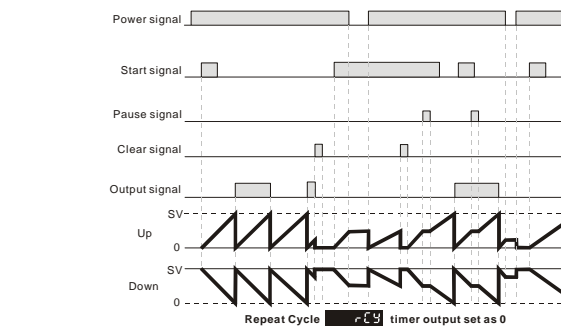 Power signal
Start signal
Pause signal
Clear signal
Output signal
SV
Up
0
SV
Down
0
Repeat Cycle rCY timer output set as 0